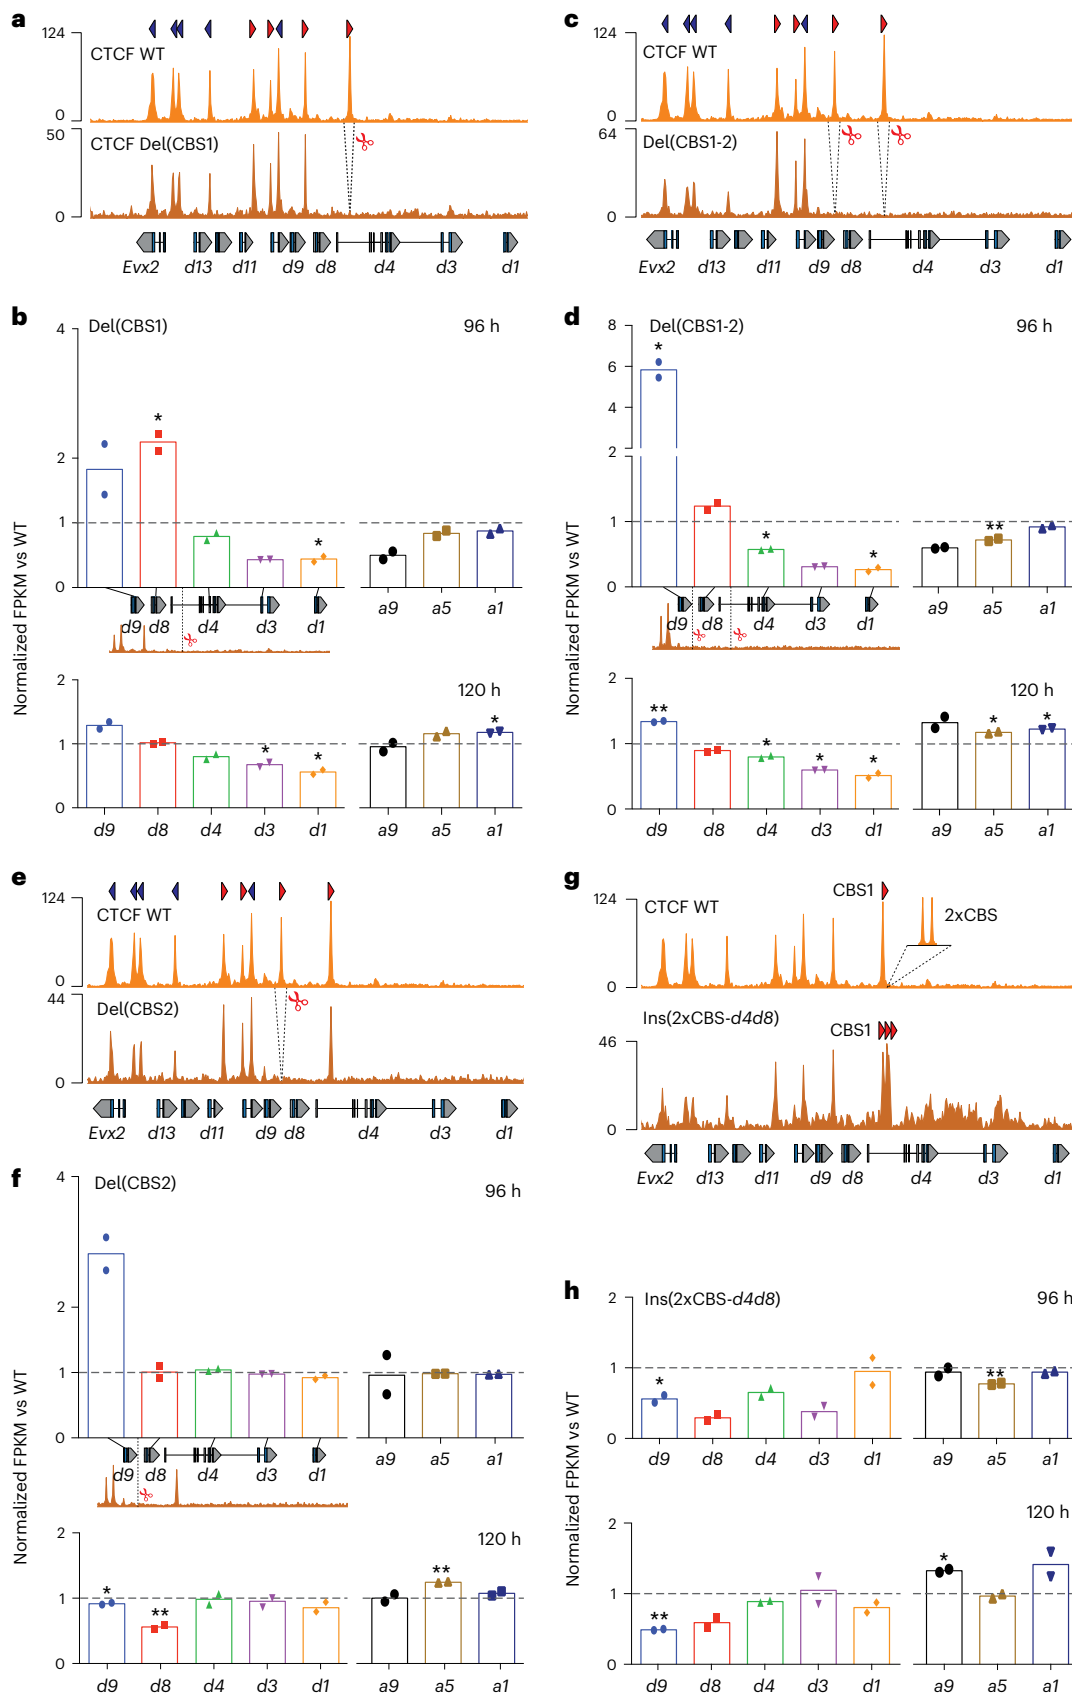 a
124
CTCF WT
0
50
CTCF Del(CBS1)
0
Evx2 d13 d11 d9 d8 d4 d3 d1
c
124
CTCF WT
0
64
Del(CBS1-2)
0
Evx2 d13 d11 d9 d8 d4 d3 d1
b
Del(CBS1)
96 h
4
2
1
0
*
*
Normalized FPKM vs WT
d9 d8 d4 d3 d1
a9 a5 a1
120 h
2
1
0
*
*
*
d9 d8 d4 d3 d1
a9 a5 a1
d
Del(CBS1-2)
96 h
8
6
4
2
2
1
0
*
*
*
**
Normalized FPKM vs WT
d9 d8 d4 d3 d1
a9 a5 a1
120 h
2
1
0
**
*
*
*
*
*
d9 d8 d4 d3 d1
a9 a5 a1
e
124
CTCF WT
0
44
Del(CBS2)
0
Evx2 d13 d11 d9 d8 d4 d3 d1
g
124
CTCF WT
CBS1
2xCBS
0
Ins(2xCBS-d4d8)
CBS1
46
0
Evx2 d13 d11 d9 d8 d4 d3 d1
f
Del(CBS2)
96 h
4
2
1
0
Normalized FPKM vs WT
d9 d8 d4 d3 d1
a9 a5 a1
120 h
2
1
0
*
**
**
d9 d8 d4 d3 d1
a9 a5 a1
h
Ins(2xCBS-d4d8)
96 h
2
1
0
*
**
d9 d8 d4 d3 d1
a9 a5 a1
Normalized FPKM vs WT
120 h
2
1
0
**
*
d9 d8 d4 d3 d1
a9 a5 a1